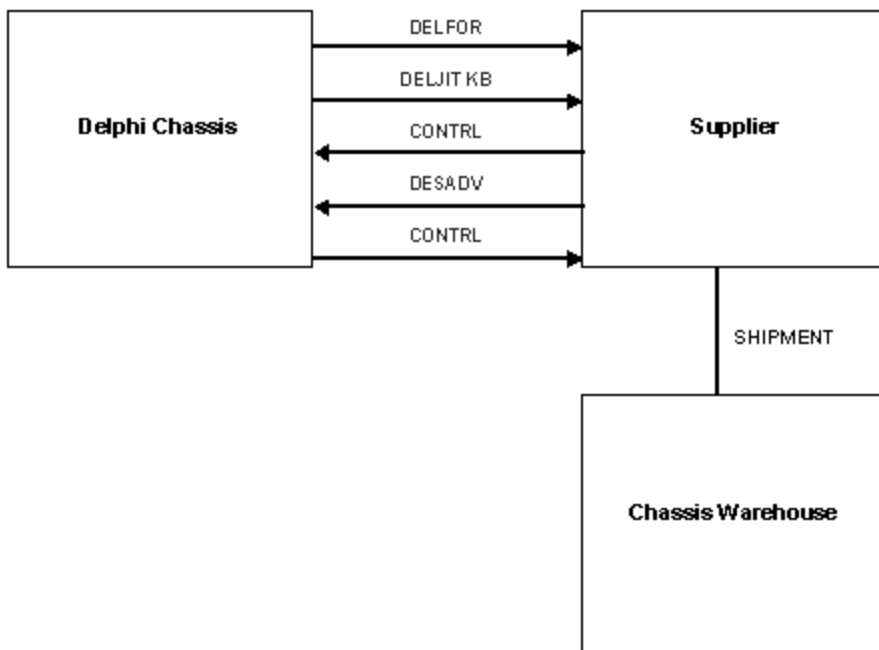 DELFOR
DELJIT KB
Delphi Chassis
Supplier
CONTRL
DESADV
CONTRL
SHIPMENT
Chassis Warehouse